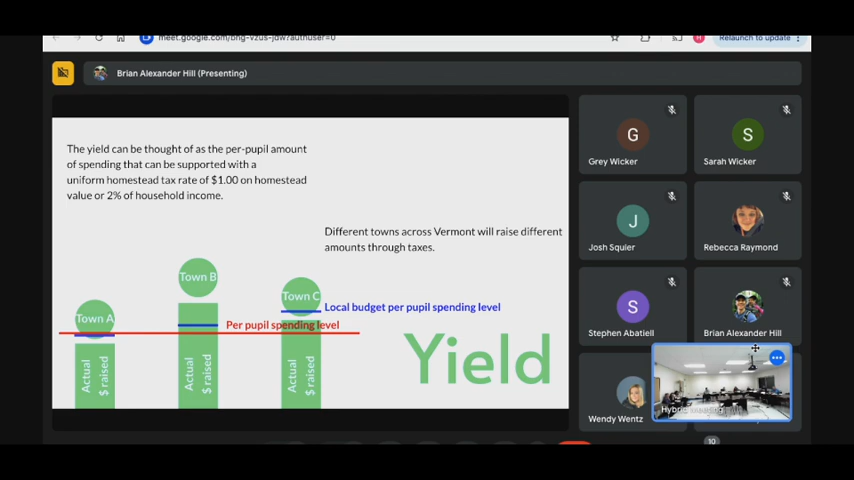 meet.google.com/bhg-vzus-jdw?authuser=0
Relaunch to update
Brian Alexander Hill (Presenting)
The yield can be thought of as the per-pupil amount
of spending that can be supported with a
uniform homestead tax rate of $1.00 on homestead
value or 2% of household income.
Different towns across Vermont will raise different
amounts through taxes.
Town A
Town B
Town C
Local budget per pupil spending level
Per pupil spending level
Actual
$ raised
Actual
$ raised
Actual
$ raised
Yield
G
Grey Wicker
S
Sarah Wicker
J
Josh Squier
Rebecca Raymond
S
Stephen Abatiell
Brian Alexander Hill
Wendy Wentz
10